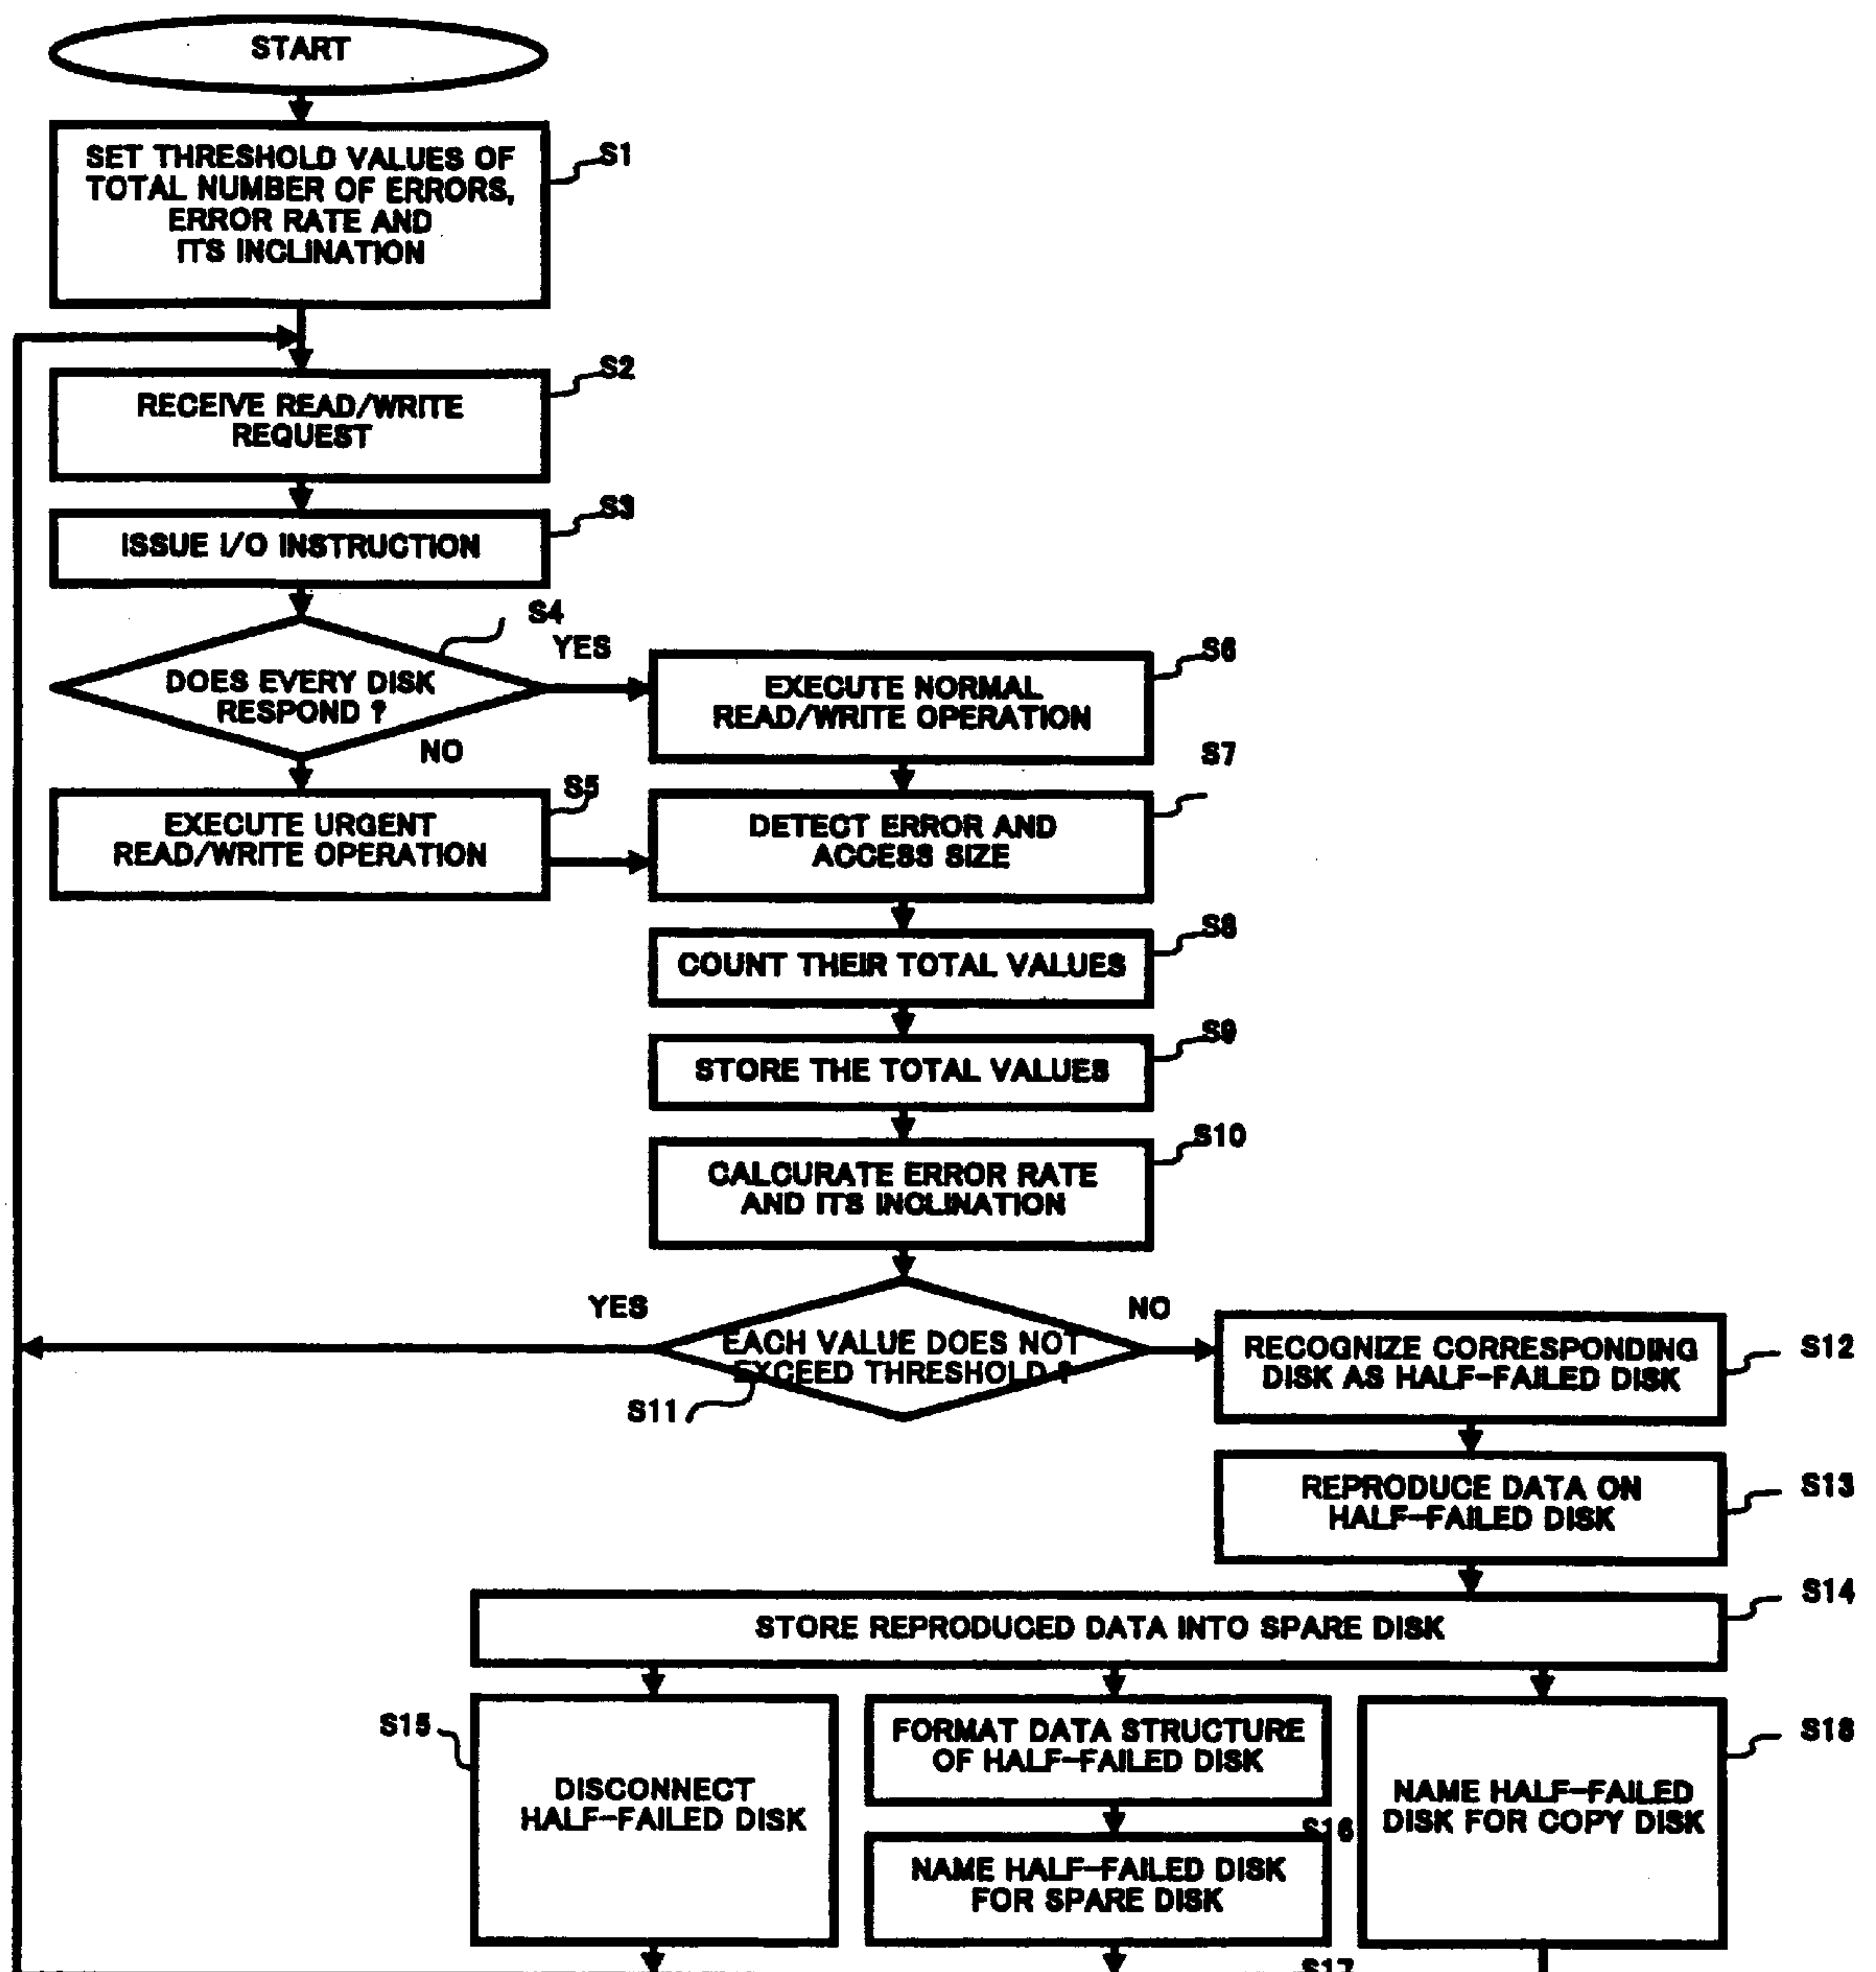 START
SET THRESHOLD VALUES OF
TOTAL NUMBER OF ERRORS,
ERROR RATE AND
ITS INCLINATION
S1
RECEIVE READ/WRITE
REQUEST
S2
ISSUE I/O INSTRUCTION
S3
S4
DOES EVERY DISK
RESPOND ?
YES
NO
EXECUTE URGENT
READ/WRITE OPERATION
S5
EXECUTE NORMAL
READ/WRITE OPERATION
S6
DETECT ERROR AND
ACCESS SIZE
S7
COUNT THEIR TOTAL VALUES
S8
STORE THE TOTAL VALUES
S9
CALCURATE ERROR RATE
AND ITS INCLINATION
S10
YES
NO
EACH VALUE DOES NOT
EXCEED THRESHOLD ?
S11
RECOGNIZE CORRESPONDING
DISK AS HALF-FAILED DISK
S12
REPRODUCE DATA ON
HALF-FAILED DISK
S13
STORE REPRODUCED DATA INTO SPARE DISK
S14
S15
DISCONNECT
HALF-FAILED DISK
FORMAT DATA STRUCTURE
OF HALF-FAILED DISK
S16
NAME HALF-FAILED DISK
FOR SPARE DISK
S17
NAME HALF-FAILED
DISK FOR COPY DISK
S18